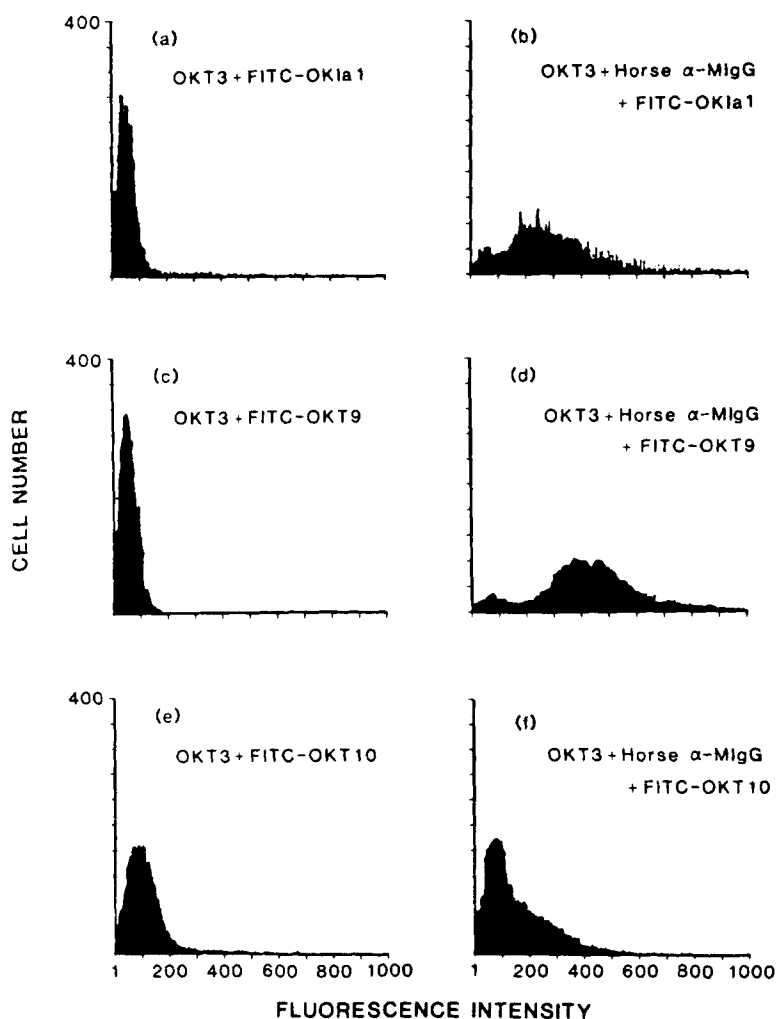 400
(a)
OKT3 + FITC-OKIa1
(b)
OKT3 + Horse α-MIgG
+ FITC-OKIa1
400
(c)
OKT3 + FITC-OKT9
(d)
OKT3 + Horse α-MIgG
+ FITC-OKT9
CELL NUMBER
400
(e)
OKT3 + FITC-OKT10
(f)
OKT3 + Horse α-MIgG
+ FITC-OKT10
1 200 400 600 800 1000
1 200 400 600 800 1000
FLUORESCENCE INTENSITY